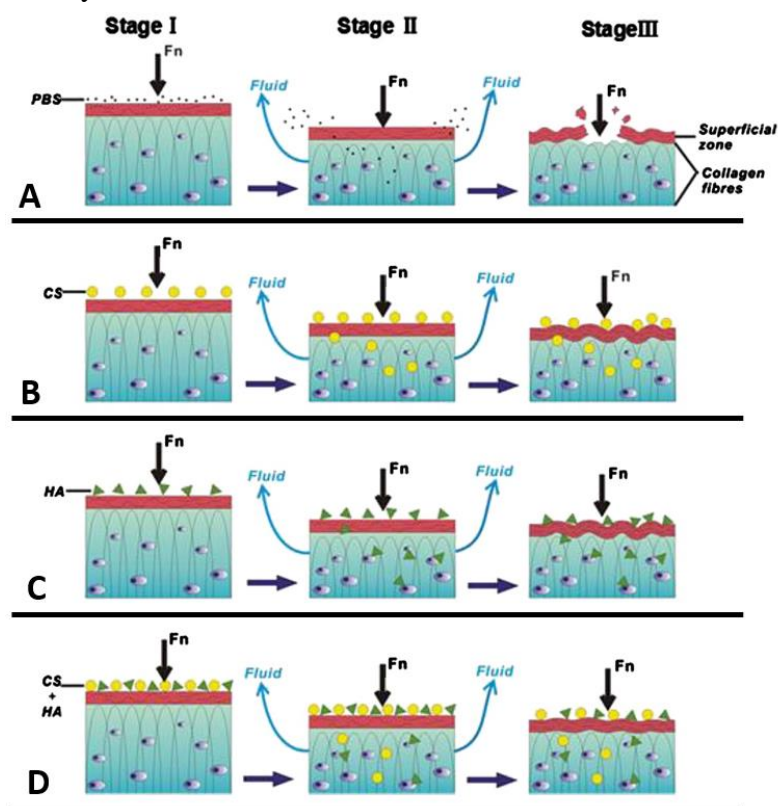 Stage I
Stage II
StageIII
Fn
PBS
Fluid
Fn
Fluid
Fn
Superficial
zone
Collagen
fibres
A
Fn
CS
Fluid
Fn
Fluid
Fn
B
Fn
HA
Fluid
Fn
Fluid
Fn
C
Fn
CS
+
HA
Fluid
Fn
Fluid
Fn
D